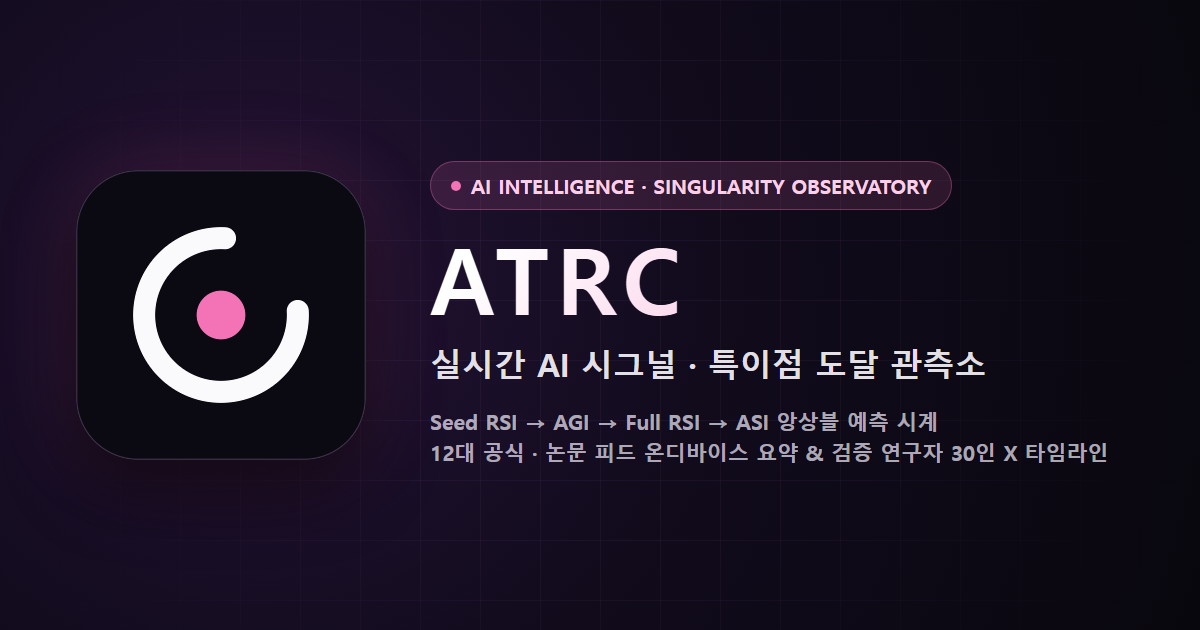 AI INTELLIGENCE · SINGULARITY OBSERVATORY
ATRC
실시간 AI 시그널 · 특이점 도달 관측소
Seed RSI → AGI → Full RSI → ASI 앙상블 예측 시계
12대 공식 · 논문 피드 온디바이스 요약 & 검증 연구자 30인 X 타임라인